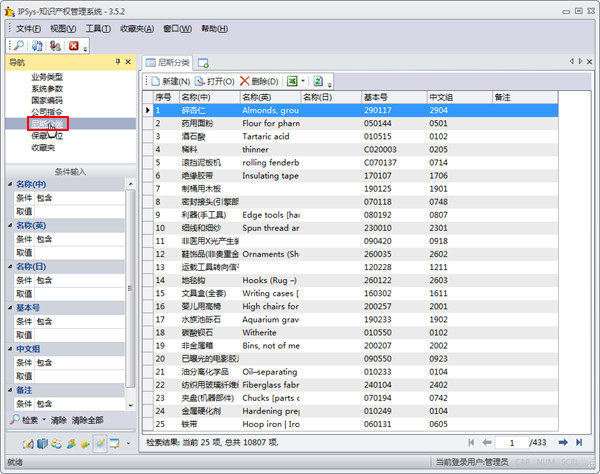 IPSys-知识产权管理系统 - 3.5.2
文件(F) 视图(V) 工具(T) 收藏夹(A) 窗口(W) 帮助(H)
导航
业务类型
系统参数
国家编码
公司指令
保藏单位
收藏夹
条件输入
名称(中)
条件 包含
取值
名称(英)
条件 包含
取值
名称(日)
条件 包含
取值
基本号
条件 包含
取值
中文组
条件 包含
取值
备注
条件 包含
检索 清除 清除全部
尼斯分类
新建(N) 打开(O) 删除(D)
序号 名称(中) 名称(英) 名称(日) 基本号 中文组 备注
1 碎杏仁 Almonds, grou 290117 2904
2 药用面粉 Flour for pharn 050144 0501
3 酒石酸 Tartaric acid 010515 0102
4 稀料 thinner C020003 0205
5 滚挡泥板机 rolling fenderb C070137 0714
6 绝缘胶带 Insulating tape 170107 1706
7 制桶用木板 190125 1901
8 密封接头(引擎部 070118 0748
9 利器(手工具) Edge tools [har 080192 0807
10 细线和细纱 Spun thread ar 230010 2301
11 非医用X光产生装 090420 0918
12 鞋饰品(非贵重金 Ornaments (Sh 260035 2602
13 运载工具转向信号 120228 1211
14 地毯钩 Hooks (Rug –) 260122 2603
15 文具盒(全套) Writing cases [ 160302 1611
16 婴儿用高椅 High chairs for 200257 2001
17 水族池砾石 Aquarium grav 190233 1902
18 碳酸钡石 Witherite 010550 0102
19 非金属箱 Bins, not of me 200207 2002
20 已曝光的电影胶片 090550 0923
21 油分离化学品 Oil–separating 010233 0104
22 纺织用玻璃纤维 Fiberglass fabr 240104 2402
23 夹盘(机器部件) Chucks [parts c 070194 0742
24 金属硬化剂 Hardening prep 010249 0104
25 铁带 Hoop iron | Iro 060131 0605
检索结果: 当前 25 项, 总共 10807 项.
1 /433
就绪
当前登录用户:管理员 CAP NUM SCRL